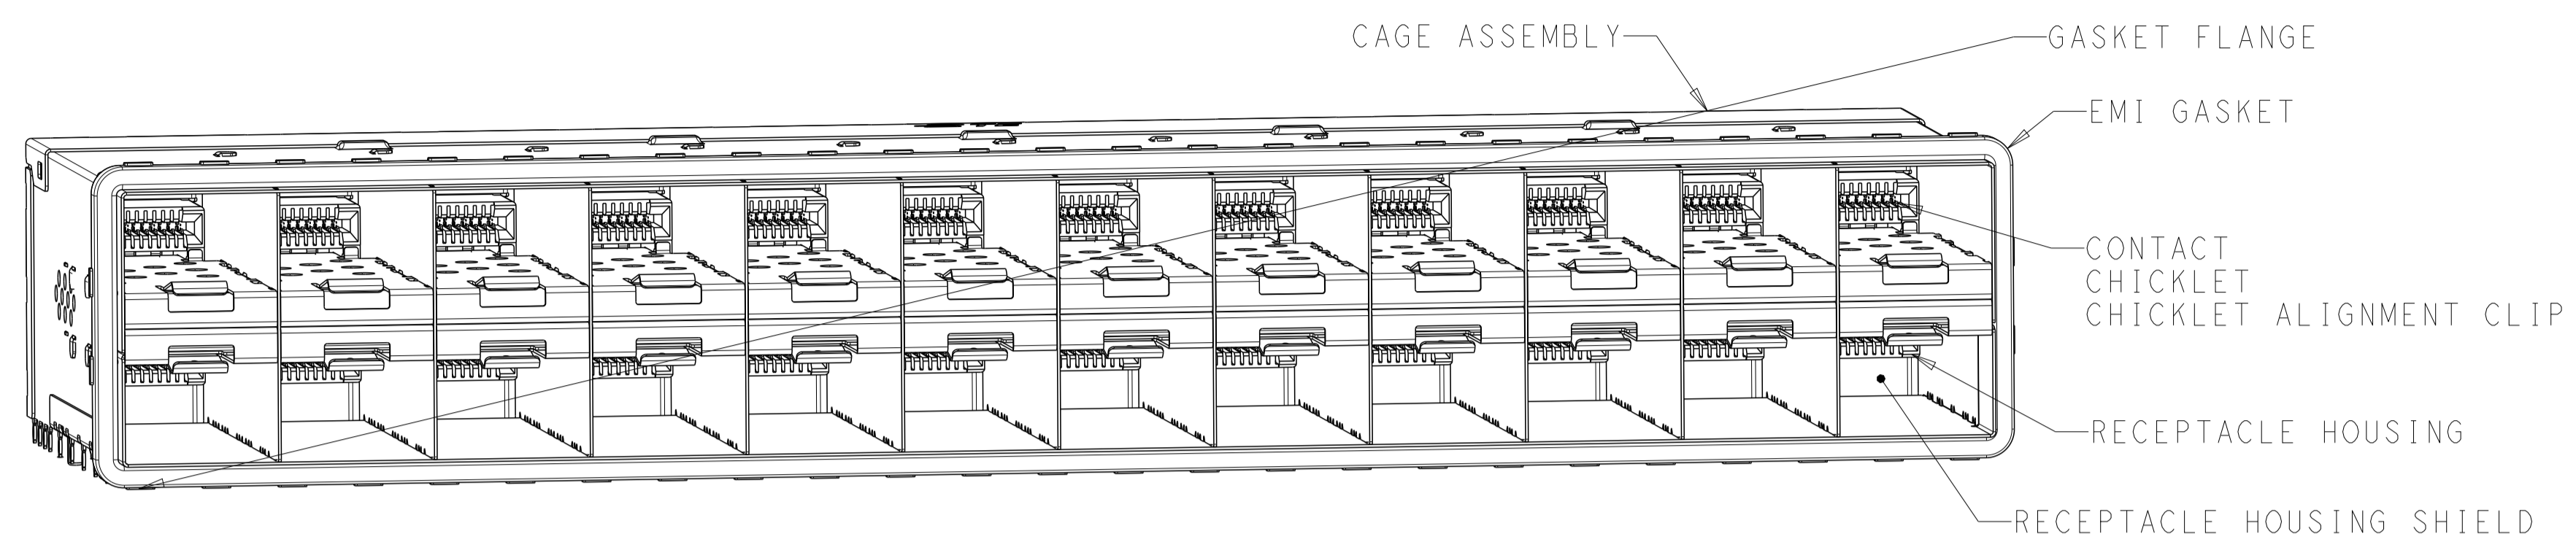 CAGE ASSEMBLY
GASKET FLANGE
EMI GASKET
CONTACT
CHICKLET
CHICKLET ALIGNMENT CLIP
RECEPTACLE HOUSING
RECEPTACLE HOUSING SHIELD